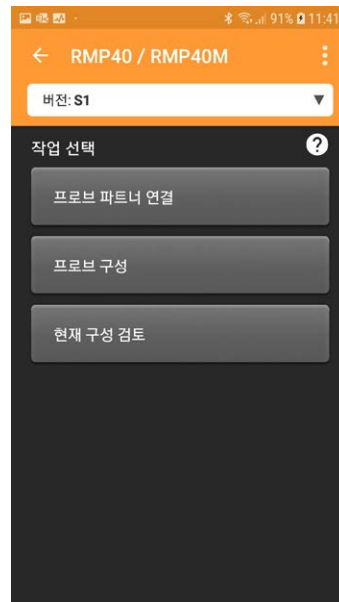 91% 11:41
RMP40 / RMP40M
버전: S1
작업 선택
?
프로브 파트너 연결
프로브 구성
현재 구성 검토